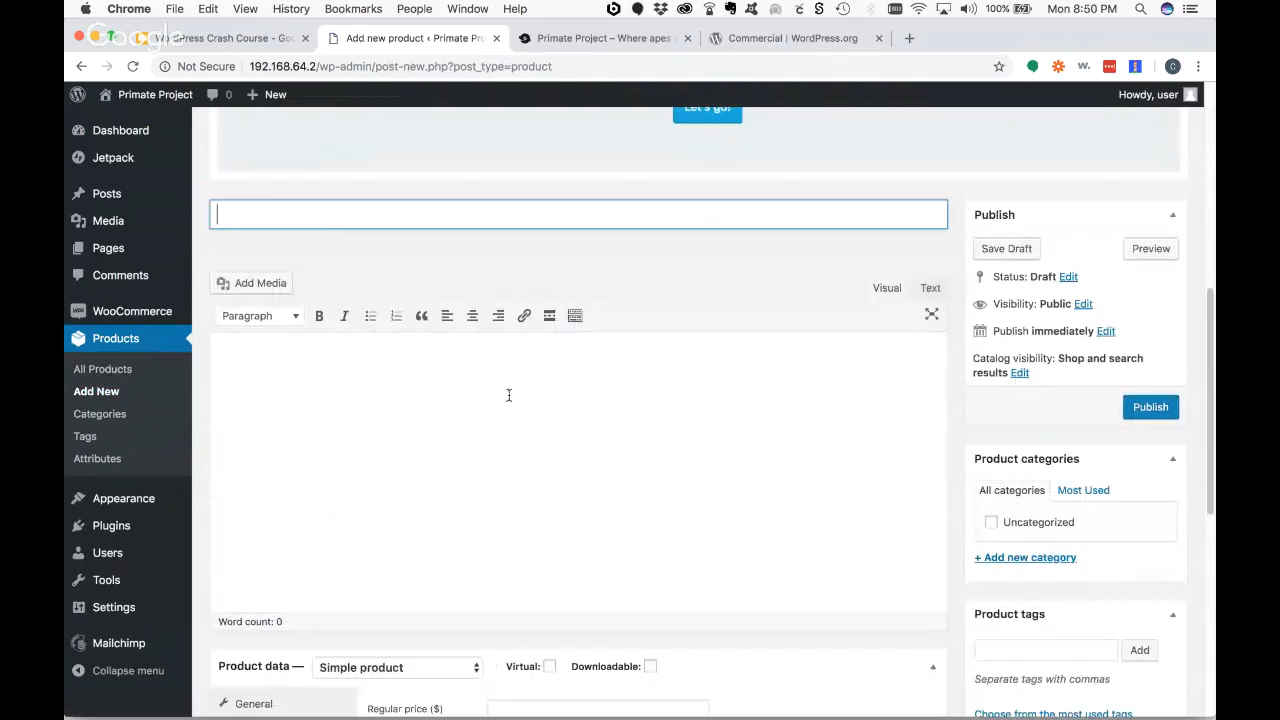 Chrome File Edit View History Bookmarks People Window Help 100% Mon 8:50 PM
Google
Press Crash Course - Go
Add new product ‹ Primate Pro
Primate Project – Where apes
Commercial | WordPress.org
Not Secure 192.168.64.2/wp-admin/post-new.php?post_type=product
C
Primate Project 0 New Howdy, user
Let's go!
Dashboard
Jetpack
Posts
Media
Pages
Comments
WooCommerce
Products
All Products
Add New
Categories
Tags
Attributes
Appearance
Plugins
Users
Tools
Settings
Mailchimp
Collapse menu
Add Media
Visual Text
Paragraph
Word count: 0
Product data — Simple product Virtual: Downloadable:
General
Regular price ($)
Publish
Save Draft Preview
Status: Draft Edit
Visibility: Public Edit
Publish immediately Edit
Catalog visibility: Shop and search
results Edit
Publish
Product categories
All categories Most Used
Uncategorized
+ Add new category
Product tags
Add
Separate tags with commas
Choose from the most used tags